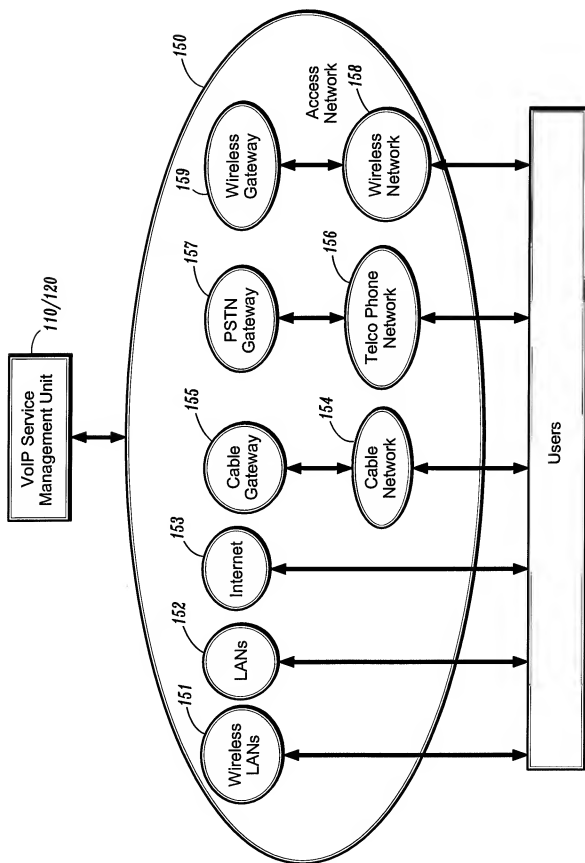 110/120
VoIP Service
Management Unit
150
151
Wireless
LANs
152
LANs
153
Internet
155
Cable
Gateway
157
PSTN
Gateway
159
Wireless
Gateway
Access
Network
154
Cable
Network
156
Telco Phone
Network
158
Wireless
Network
Users